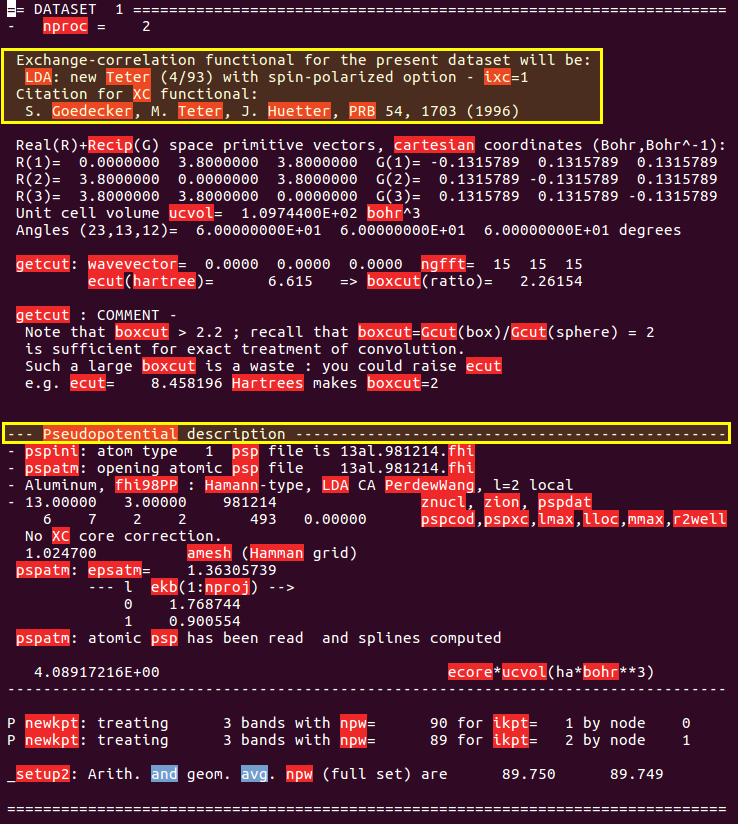 == DATASET  1 ==================================================================
-   nproc =    2

 Exchange-correlation functional for the present dataset will be:
  LDA: new Teter (4/93) with spin-polarized option - ixc=1
 Citation for XC functional:
  S. Goedecker, M. Teter, J. Huetter, PRB 54, 1703 (1996)

 Real(R)+Recip(G) space primitive vectors, cartesian coordinates (Bohr,Bohr^-1):
 R(1)=  0.0000000  3.8000000  3.8000000  G(1)= -0.1315789  0.1315789  0.1315789
 R(2)=  3.8000000  0.0000000  3.8000000  G(2)=  0.1315789 -0.1315789  0.1315789
 R(3)=  3.8000000  3.8000000  0.0000000  G(3)=  0.1315789  0.1315789 -0.1315789
 Unit cell volume ucvol=  1.0974400E+02 bohr^3
 Angles (23,13,12)=  6.00000000E+01  6.00000000E+01  6.00000000E+01 degrees

 getcut: wavevector=  0.0000  0.0000  0.0000  ngfft=  15  15  15
         ecut(hartree)=      6.615   => boxcut(ratio)=   2.26154

 getcut : COMMENT -
  Note that boxcut > 2.2 ; recall that boxcut=Gcut(box)/Gcut(sphere) = 2
  is sufficient for exact treatment of convolution.
  Such a large boxcut is a waste : you could raise ecut
  e.g. ecut=    8.458196 Hartrees makes boxcut=2


--- Pseudopotential description ------------------------------------------------
- pspini: atom type   1  psp file is 13al.981214.fhi
- pspatm: opening atomic psp file    13al.981214.fhi
- Aluminum, fhi98PP : Hamann-type, LDA CA PerdewWang, l=2 local
- 13.00000   3.00000    981214                znucl, zion, pspdat
    6    7    2    2       493   0.00000      pspcod,pspxc,lmax,lloc,mmax,r2well
  No XC core correction.
  1.024700          amesh (Hamman grid)
 pspatm: epsatm=    1.36305739
         --- l  ekb(1:nproj) -->
             0    1.768744
             1    0.900554
 pspatm: atomic psp has been read  and splines computed

   4.08917216E+00                                ecore*ucvol(ha*bohr**3)
--------------------------------------------------------------------------------

P newkpt: treating      3 bands with npw=      90 for ikpt=   1 by node    0
P newkpt: treating      3 bands with npw=      89 for ikpt=   2 by node    1

_setup2: Arith. and geom. avg. npw (full set) are      89.750      89.749

================================================================================